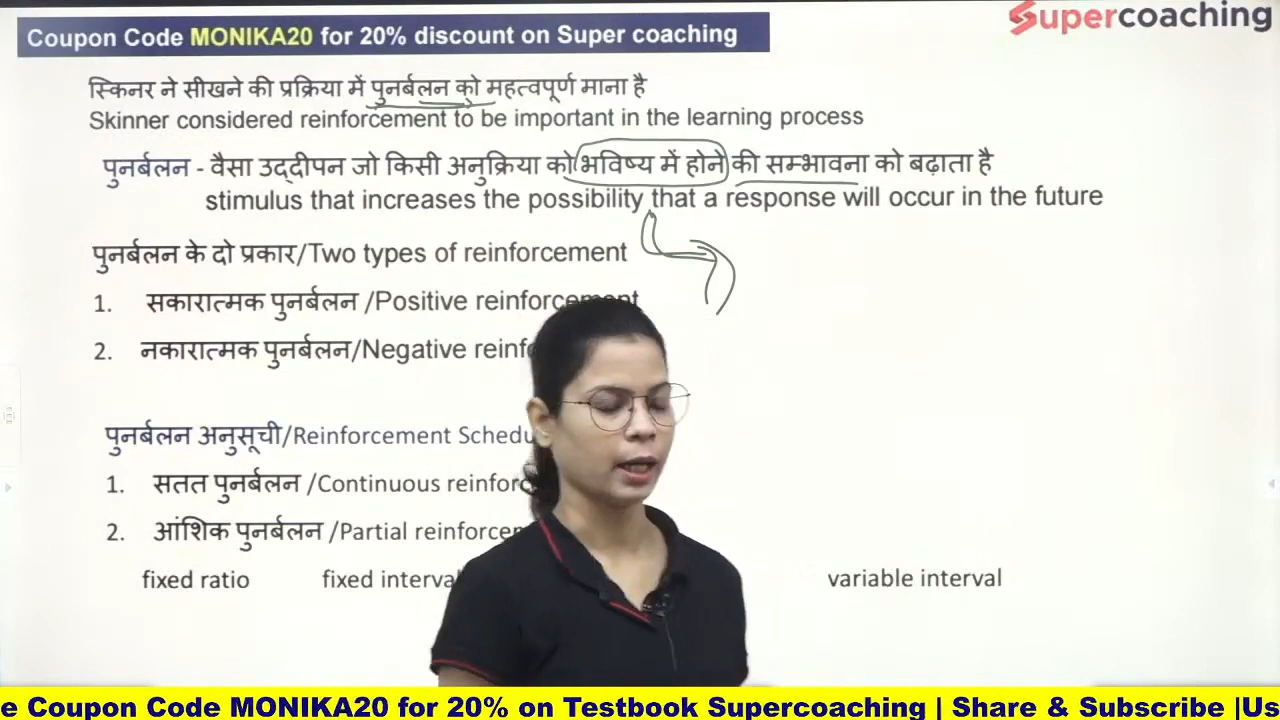 Coupon Code MONIKA20 for 20% discount on Super coaching
Supercoaching
स्किनर ने सीखने की प्रक्रिया में पुनर्बलन को महत्वपूर्ण माना है
Skinner considered reinforcement to be important in the learning process
पुनर्बलन - वैसा उद्दीपन जो किसी अनुक्रिया को भविष्य में होने की सम्भावना को बढ़ाता है
stimulus that increases the possibility that a response will occur in the future
पुनर्बलन के दो प्रकार/Two types of reinforcement
1. सकारात्मक पुनर्बलन /Positive reinforcement
2. नकारात्मक पुनर्बलन/Negative
पुनर्बलन अनुसूची/Reinforcement
1. सतत पुनर्बलन /Continuous
2. आंशिक पुनर्बलन /Partial
fixed ratio fixed interval variable interval
e Coupon Code MONIKA20 for 20% on Testbook Supercoaching | Share & Subscribe |Us